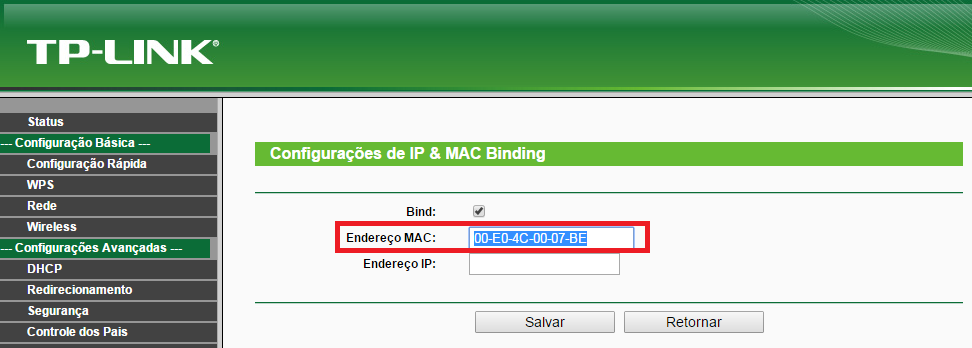 TP-LINK®
Status
--- Configuração Básica ---
Configuração Rápida
WPS
Rede
Wireless
--- Configurações Avançadas ---
DHCP
Redirecionamento
Segurança
Controle dos Pais
Configurações de IP & MAC Binding
Bind:
Endereço MAC: 00-E0-4C-00-07-BE
Endereço IP:
Salvar Retornar